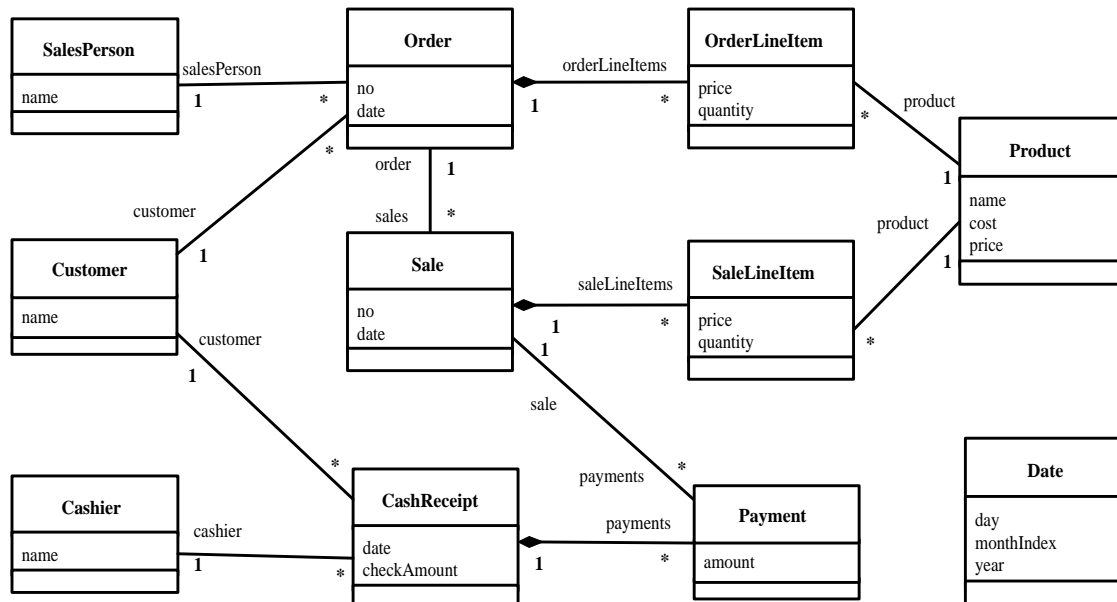 SalesPerson
name
salesPerson
1
*
Order
no
date
orderLineItems
1
*
OrderLineItem
price
quantity
product
*
1
Product
name
cost
price
customer
*
1
order
1
sales
*
Customer
name
Sale
no
date
saleLineItems
1
*
SaleLineItem
price
quantity
product
1
*
customer
1
*
1
sale
payments
*
Cashier
name
cashier
1
*
CashReceipt
date
checkAmount
payments
1
*
Payment
amount
Date
day
monthIndex
year